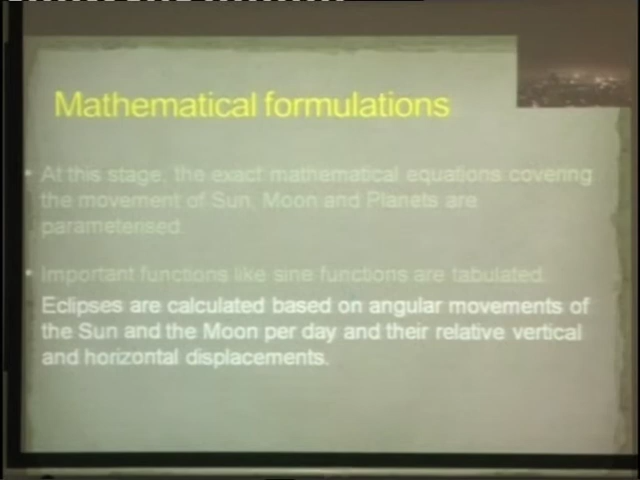 Mathematical formulations
• At this stage, the exact mathematical equations covering
the movement of Sun, Moon and Planets are
parameterised.
• Important functions like sine functions are tabulated.
Eclipses are calculated based on angular movements of
the Sun and the Moon per day and their relative vertical
and horizontal displacements.